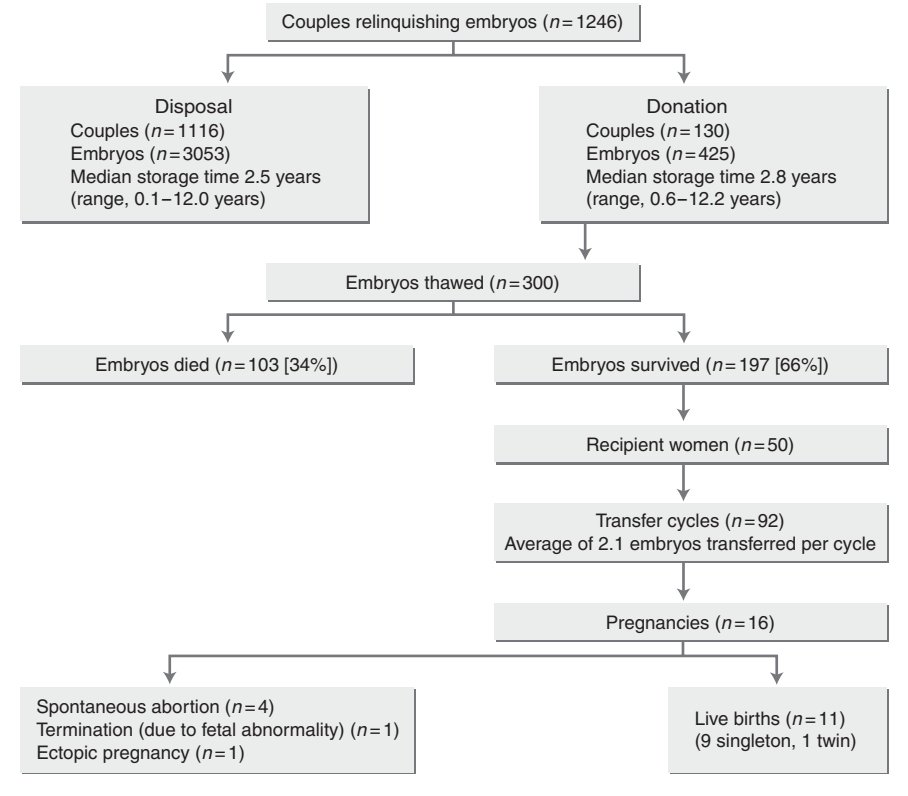 Couples relinquishing embryos (n=1246)
Disposal
Couples (n=1116)
Embryos (n=3053)
Median storage time 2.5 years
(range, 0.1–12.0 years)
Donation
Couples (n=130)
Embryos (n=425)
Median storage time 2.8 years
(range, 0.6–12.2 years)
Embryos thawed (n=300)
Embryos died (n=103 [34%])
Embryos survived (n=197 [66%])
Recipient women (n=50)
Transfer cycles (n=92)
Average of 2.1 embryos transferred per cycle
Pregnancies (n=16)
Spontaneous abortion (n=4)
Termination (due to fetal abnormality) (n=1)
Ectopic pregnancy (n=1)
Live births (n=11)
(9 singleton, 1 twin)